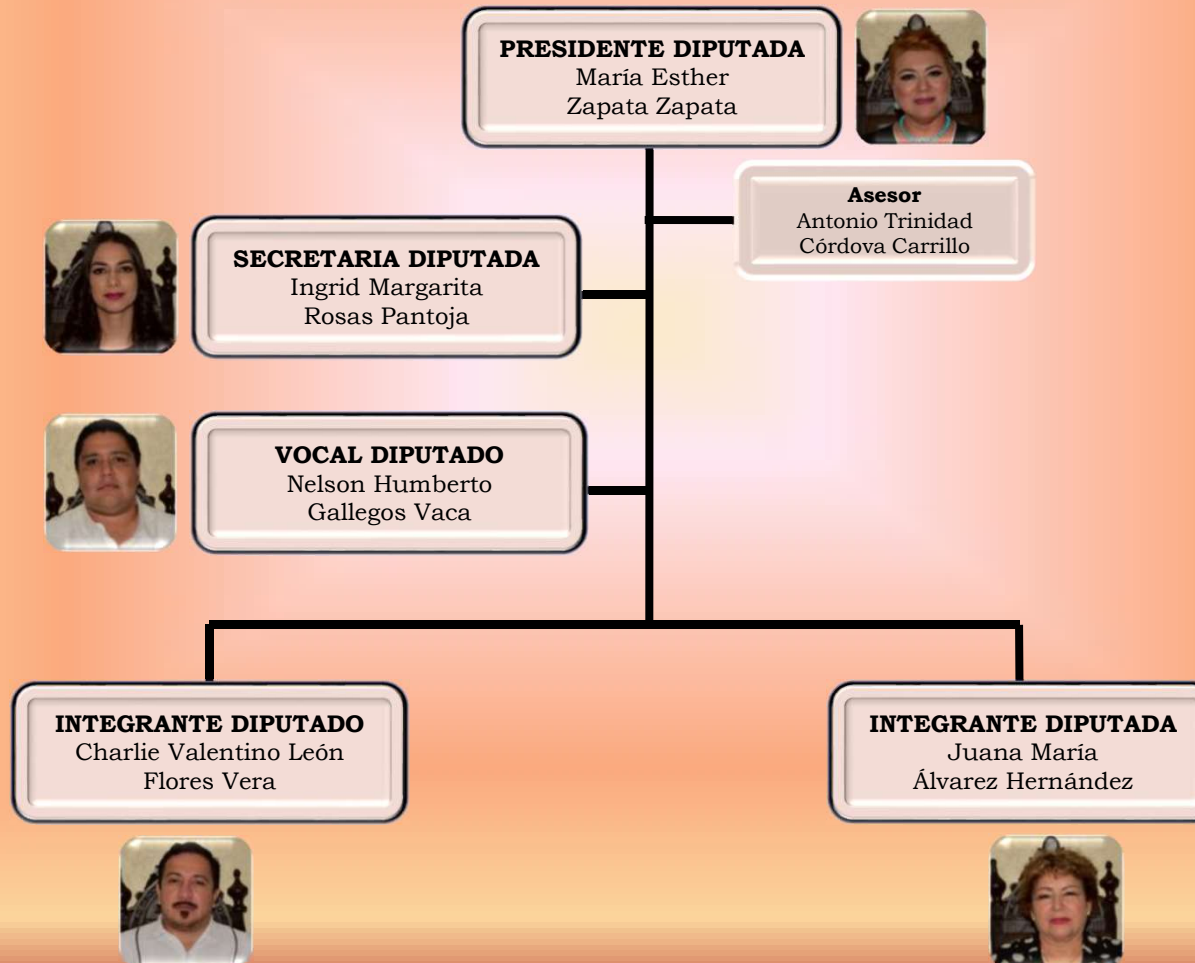 PRESIDENTE DIPUTADA
María Esther
Zapata Zapata
Asesor
Antonio Trinidad
Córdova Carrillo
SECRETARIA DIPUTADA
Ingrid Margarita
Rosas Pantoja
VOCAL DIPUTADO
Nelson Humberto
Gallegos Vaca
INTEGRANTE DIPUTADO
Charlie Valentino León
Flores Vera
INTEGRANTE DIPUTADA
Juana María
Álvarez Hernández